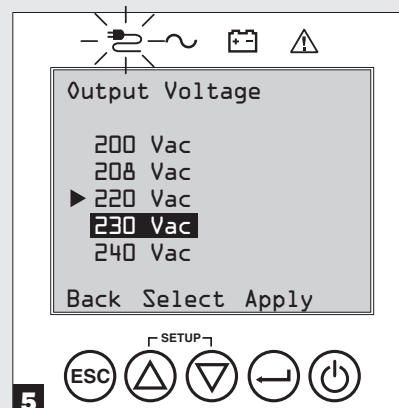 Output Voltage
200 Vac
208 Vac
▶ 220 Vac
230 Vac
240 Vac
Back Select Apply
SETUP
ESC
5